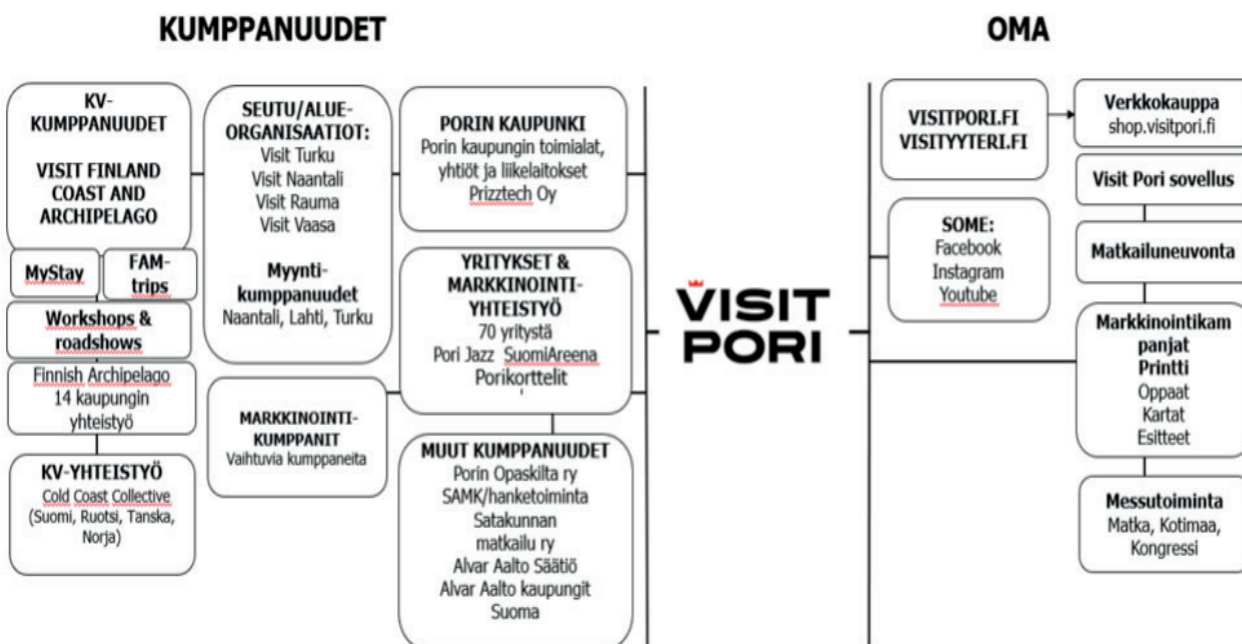 KUMPPANUUDET
KV-
KUMPPANUUDET
VISIT FINLAND
COAST AND
ARCHIPELAGO
MyStay
FAM-
trips
Workshops &
roadshows
Finnish Archipelago
14 kaupungin
yhteistyö
KV-YHTEISTYÖ
Cold Coast Collective
(Suomi, Ruotsi, Tanska,
Norja)
SEUTU/ALUE-
ORGANISAATIOT:
Visit Turku
Visit Naantali
Visit Rauma
Visit Vaasa
Myynti-
kumppanuudet
Naantali, Lahti, Turku
MARKKINOINTI-
KUMPPANIT
Vaihtuvia kumppaneita
PORIN KAUPUNKI
Porin kaupungin toimialat,
yhtiöt ja liikelaitokset
Prizztech Oy
YRITYKSET &
MARKKINOINTI-
YHTEISTYÖ
70 yritystä
Pori Jazz SuomiAreena
Porikorttelit
MUUT KUMPPANUUDET
Porin Opaskilta ry
SAMK/hanketoiminta
Satakunnan
matkailu ry
Alvar Aalto Säätiö
Alvar Aalto kaupungit
Suoma
VISIT
PORI
OMA
VISITPORI.FI
VISITYYTERI.FI
SOME:
Facebook
Instagram
Youtube
Verkkokauppa
shop.visitpori.fi
Visit Pori sovellus
Matkailuneuvonta
Markkinointikam
panjat
Printti
Oppaat
Kartat
Esitteet
Messutoiminta
Matka, Kotimaa,
Kongressi